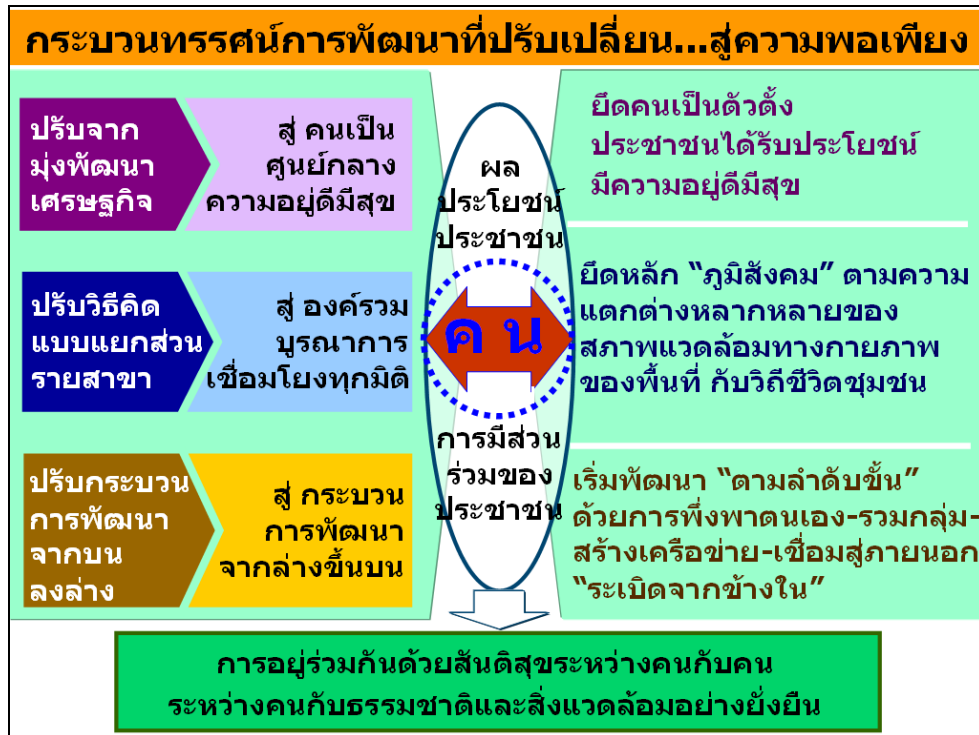 กระบวนทรรศน์การพัฒนาที่ปรับเปลี่ยน...สู่ความพอเพียง
ปรับจาก
มุ่งพัฒนา
เศรษฐกิจ
สู่ คนเป็น
ศูนย์กลาง
ความอยู่ดีมีสุข
ปรับวิธีคิด
แบบแยกส่วน
รายสาขา
สู่ องค์รวม
บูรณาการ
เชื่อมโยงทุกมิติ
ปรับกระบวน
การพัฒนา
จากบน
ลงล่าง
สู่ กระบวน
การพัฒนา
จากล่างขึ้นบน
ผล
ประโยชน์
ประชาชน
ค น
การมีส่วน
ร่วมของ
ประชาชน
ยึดคนเป็นตัวตั้ง
ประชาชนได้รับประโยชน์
มีความอยู่ดีมีสุข
ยึดหลัก “ภูมิสังคม” ตามความ
แตกต่างหลากหลายของ
สภาพแวดล้อมทางกายภาพ
ของพื้นที่ กับวิถีชีวิตชุมชน
เริ่มพัฒนา “ตามลำดับขั้น”
ด้วยการพึ่งพาตนเอง-รวมกลุ่ม-
สร้างเครือข่าย-เชื่อมสู่ภายนอก
“ระเบิดจากข้างใน”
การอยู่ร่วมกันด้วยสันติสุขระหว่างคนกับคน
ระหว่างคนกับธรรมชาติและสิ่งแวดล้อมอย่างยั่งยืน